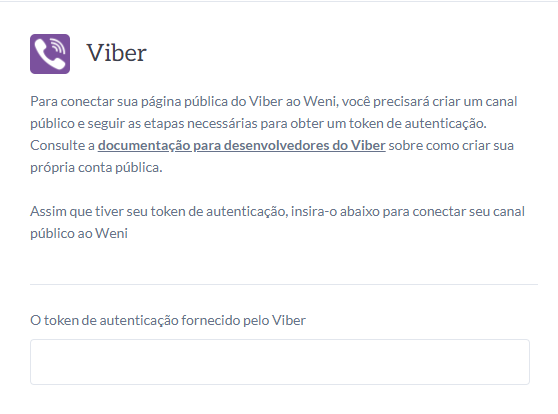 Viber
Para conectar sua página pública do Viber ao Weni, você precisará criar um canal
público e seguir as etapas necessárias para obter um token de autenticação.
Consulte a documentação para desenvolvedores do Viber sobre como criar sua
própria conta pública.
Assim que tiver seu token de autenticação, insira-o abaixo para conectar seu canal
público ao Weni
O token de autenticação fornecido pelo Viber